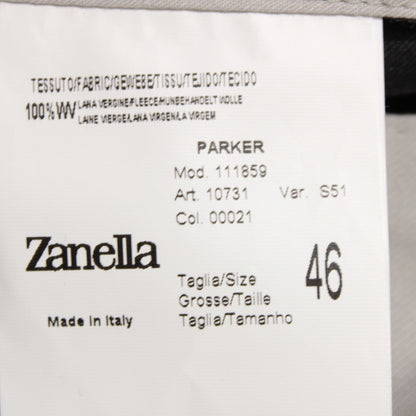 TESSUTO/FABRIC/GEWEBE/TISSU/TEJIDO/TECIDO
100% WV LANA VERGINE/FLEECE/UNBEHANDELT WOLLE
LAINE VIERGE/LANA VIRGEN/LA VIRGEM
PARKER
Mod. 111859
Art. 10731 Var. S51
Col. 00021
Zanella
Taglia/Size 46
Grosse/Taille
Taglia/Tamanho
Made in Italy